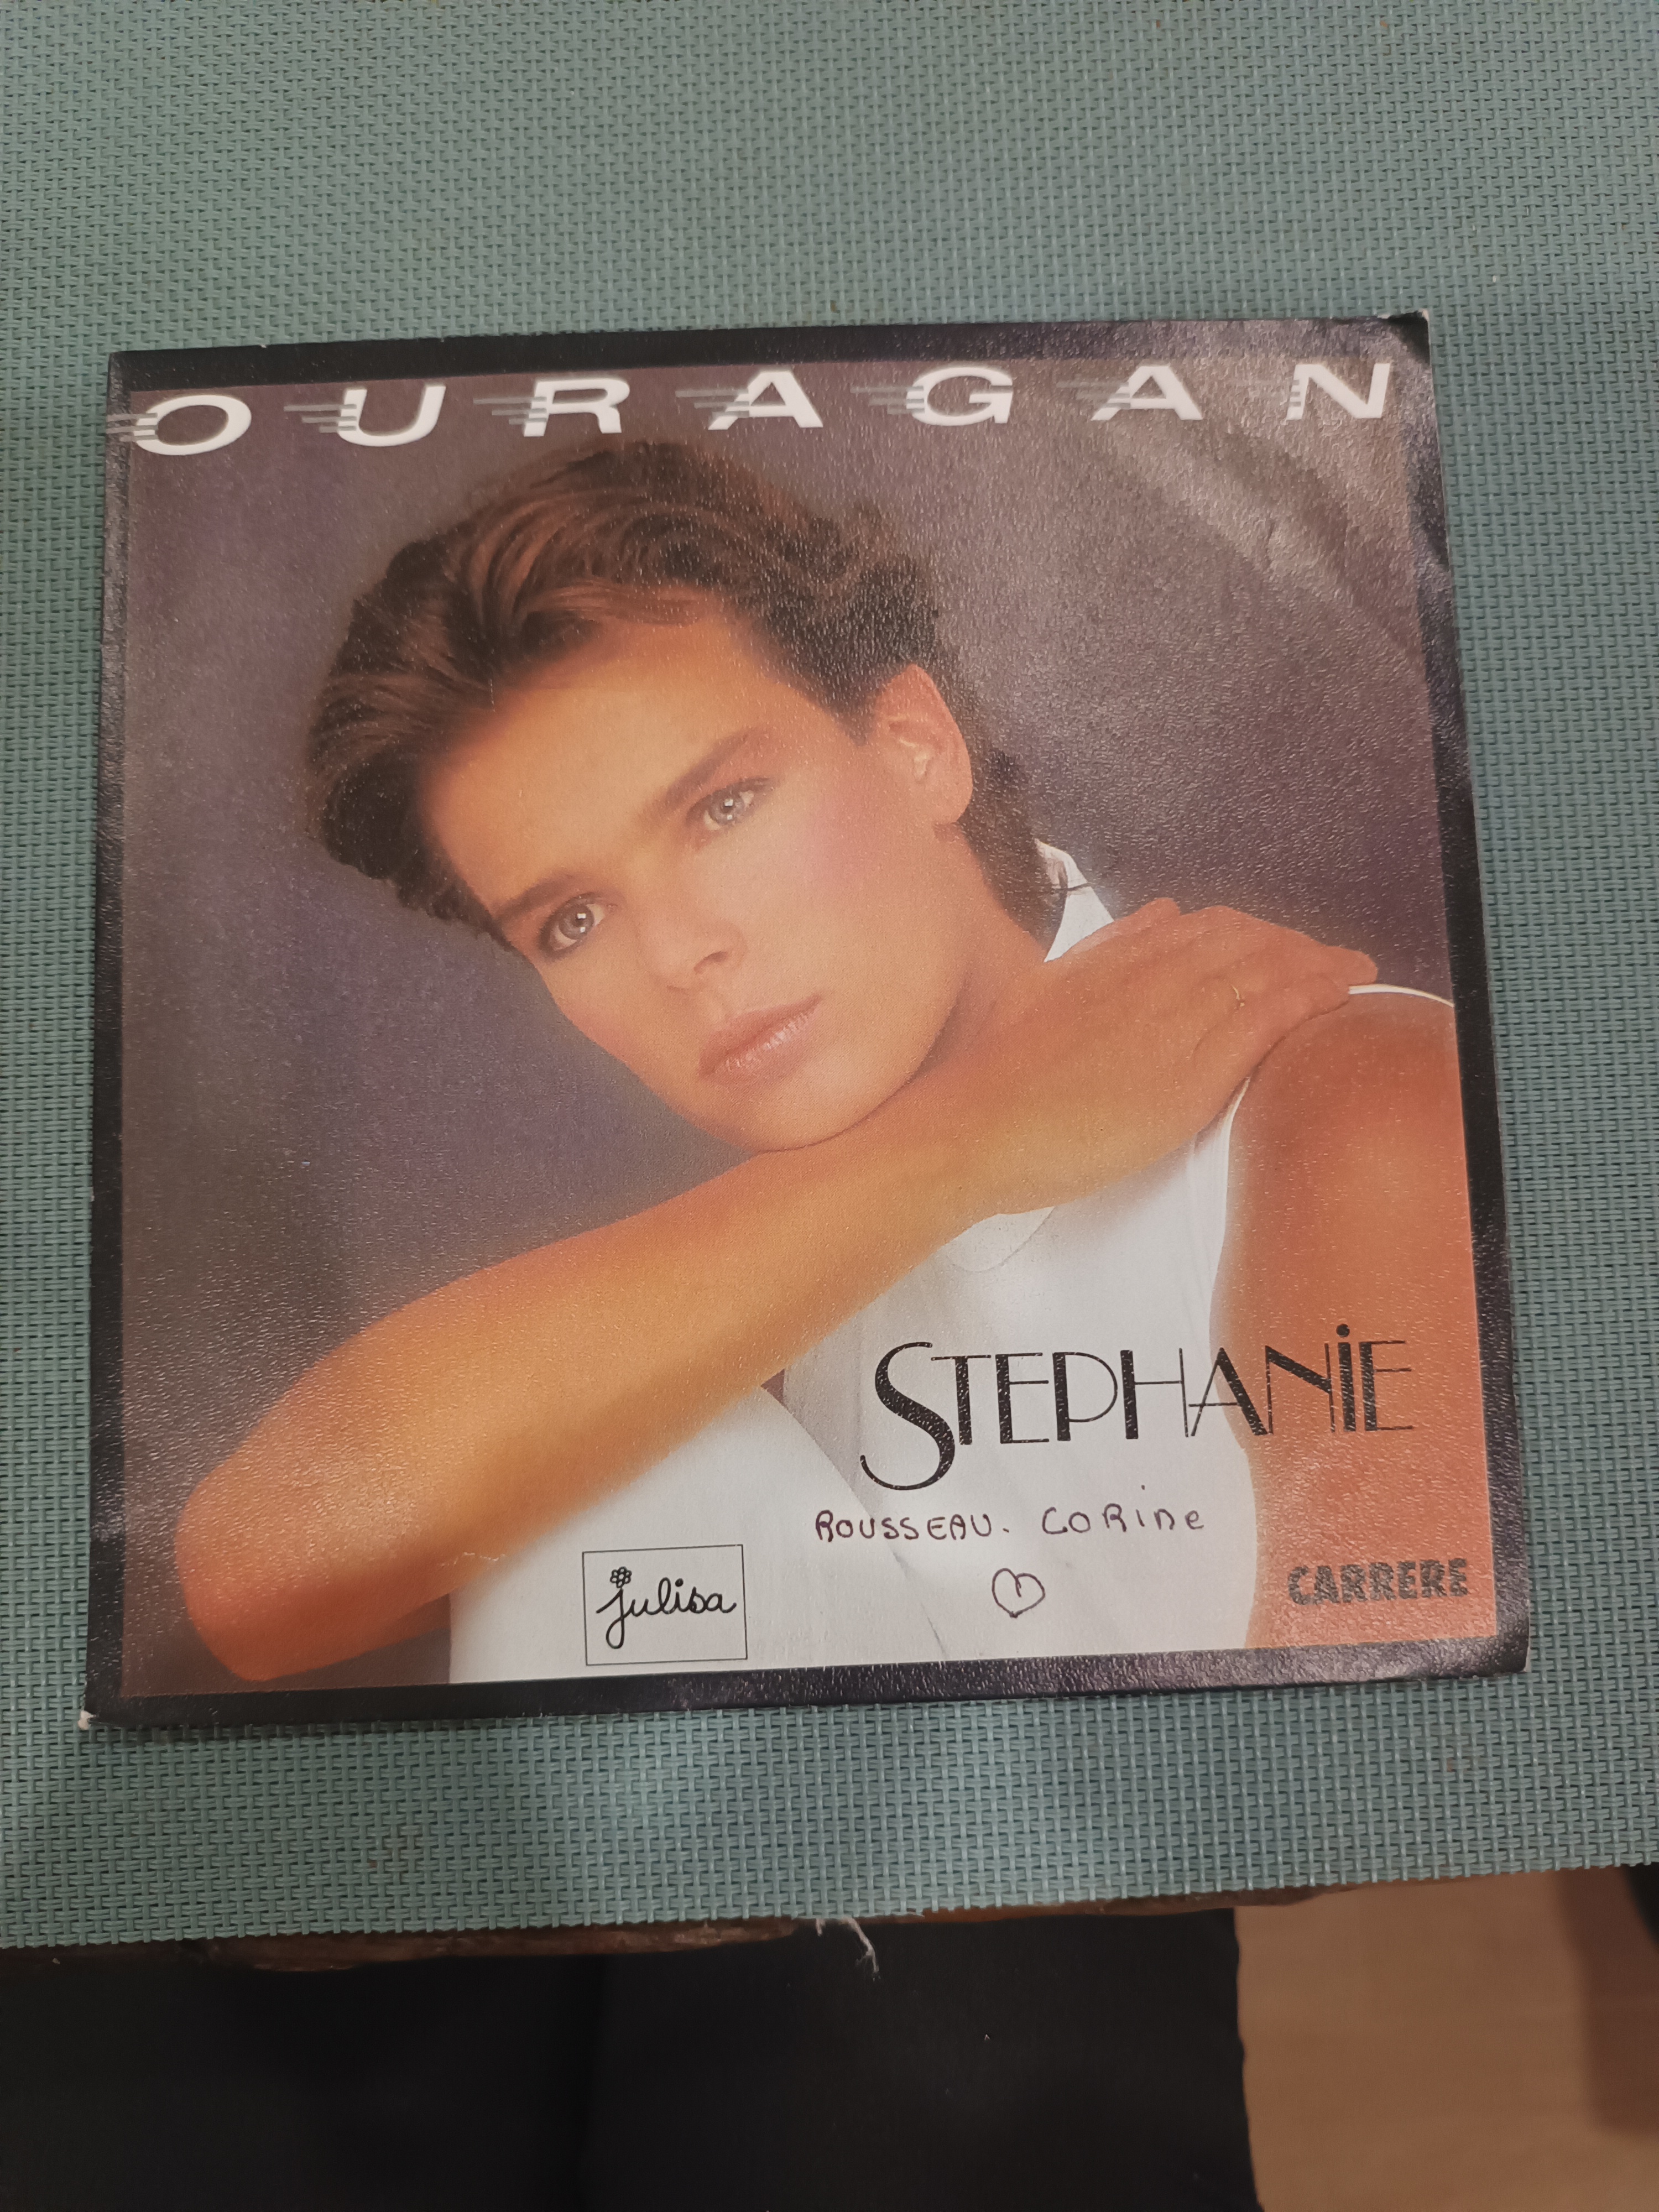 OURAGAN
STEPHANiE
ROUSSEAU. CORiNe
julisa
CARRERE